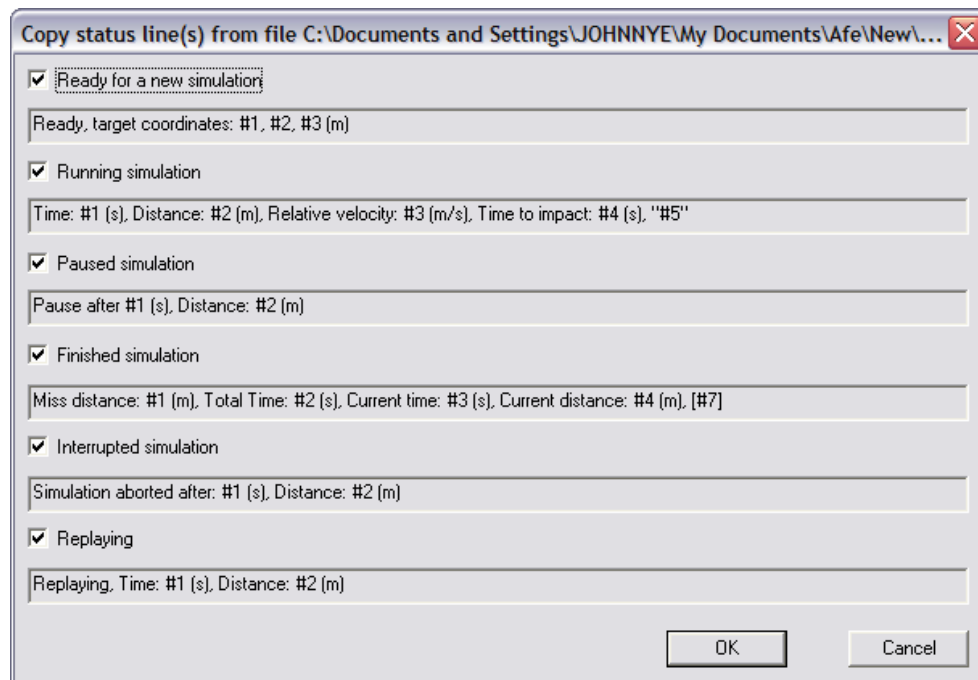 Copy status line(s) from file C:\Documents and Settings\JOHNNYE\My Documents\Afe\New\...
Ready for a new simulation
Ready, target coordinates: #1, #2, #3 (m)
Running simulation
Time: #1 (s), Distance: #2 (m), Relative velocity: #3 (m/s), Time to impact: #4 (s), "#5"
Paused simulation
Pause after #1 (s), Distance: #2 (m)
Finished simulation
Miss distance: #1 (m), Total Time: #2 (s), Current time: #3 (s), Current distance: #4 (m), [#7]
Interrupted simulation
Simulation aborted after: #1 (s), Distance: #2 (m)
Replaying
Replaying, Time: #1 (s), Distance: #2 (m)
OK Cancel